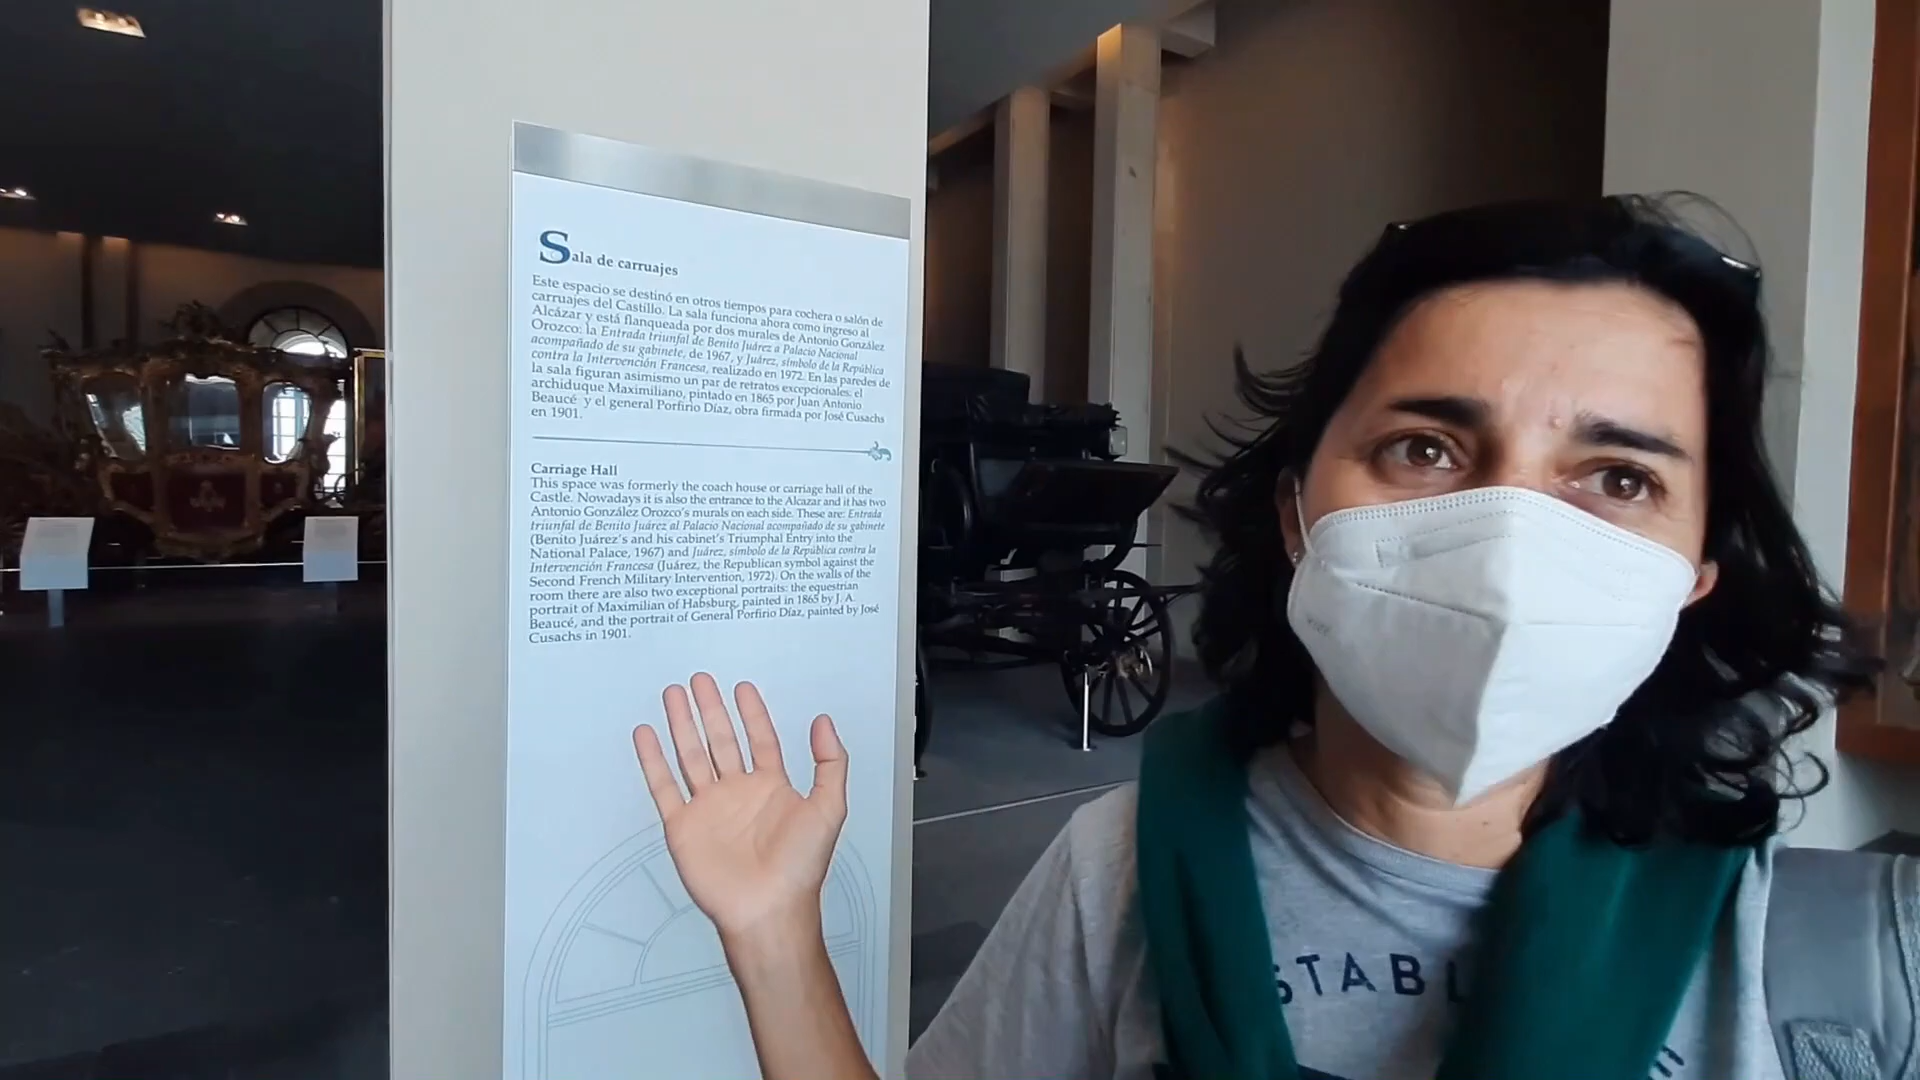 Sala de carruajes
Este espacio se destinó en otros tiempos para cochera o salón de
carruajes del Castillo. La sala funciona ahora como ingreso al
Alcázar y está flanqueada por dos murales de Antonio González
Orozco: la Entrada triunfal de Benito Juárez a Palacio Nacional
acompañado de su gabinete, de 1967, y Juárez, símbolo de la República
contra la Intervención Francesa, realizado en 1972. En las paredes de
la sala figuran asimismo un par de retratos excepcionales: el
archiduque Maximiliano, pintado en 1865 por Juan Antonio
Beaucé y el general Porfirio Díaz, obra firmada por José Cusachs
en 1901.
Carriage Hall
This space was formerly the coach house or carriage hall of the
Castle. Nowadays it is also the entrance to the Alcazar and it has two
Antonio González Orozco's murals on each side. These are: Entrada
triunfal de Benito Juárez al Palacio Nacional acompañado de su gabinete
(Benito Juárez's and his cabinet's Triumphal Entry into the
National Palace, 1967) and Juárez, símbolo de la República contra la
Intervención Francesa (Juárez, the Republican symbol against the
Second French Military Intervention, 1972). On the walls of the
room there are also two exceptional portraits: the equestrian
portrait of Maximilian of Habsburg, painted in 1865 by J. A.
Beaucé, and the portrait of General Porfirio Díaz, painted by José
Cusachs in 1901.
STABL